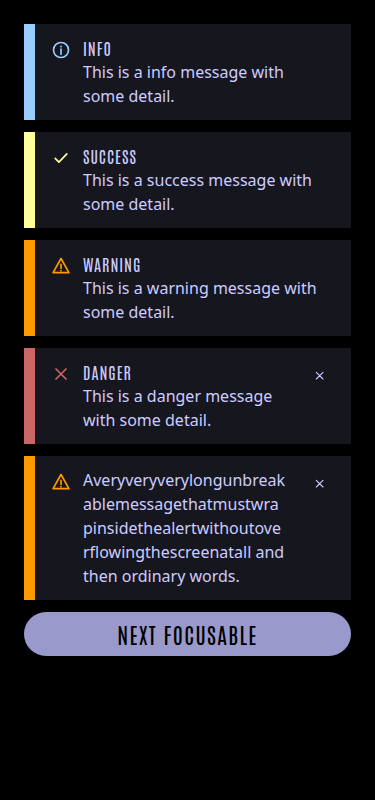 INFO
This is a info message with
some detail.
SUCCESS
This is a success message with
some detail.
WARNING
This is a warning message with
some detail.
DANGER
This is a danger message
with some detail.
Averyveryverylongunbreak
ablemessagethatmustwra
pinsidethealertwithoutove
rflowingthescreenatall and
then ordinary words.
NEXT FOCUSABLE